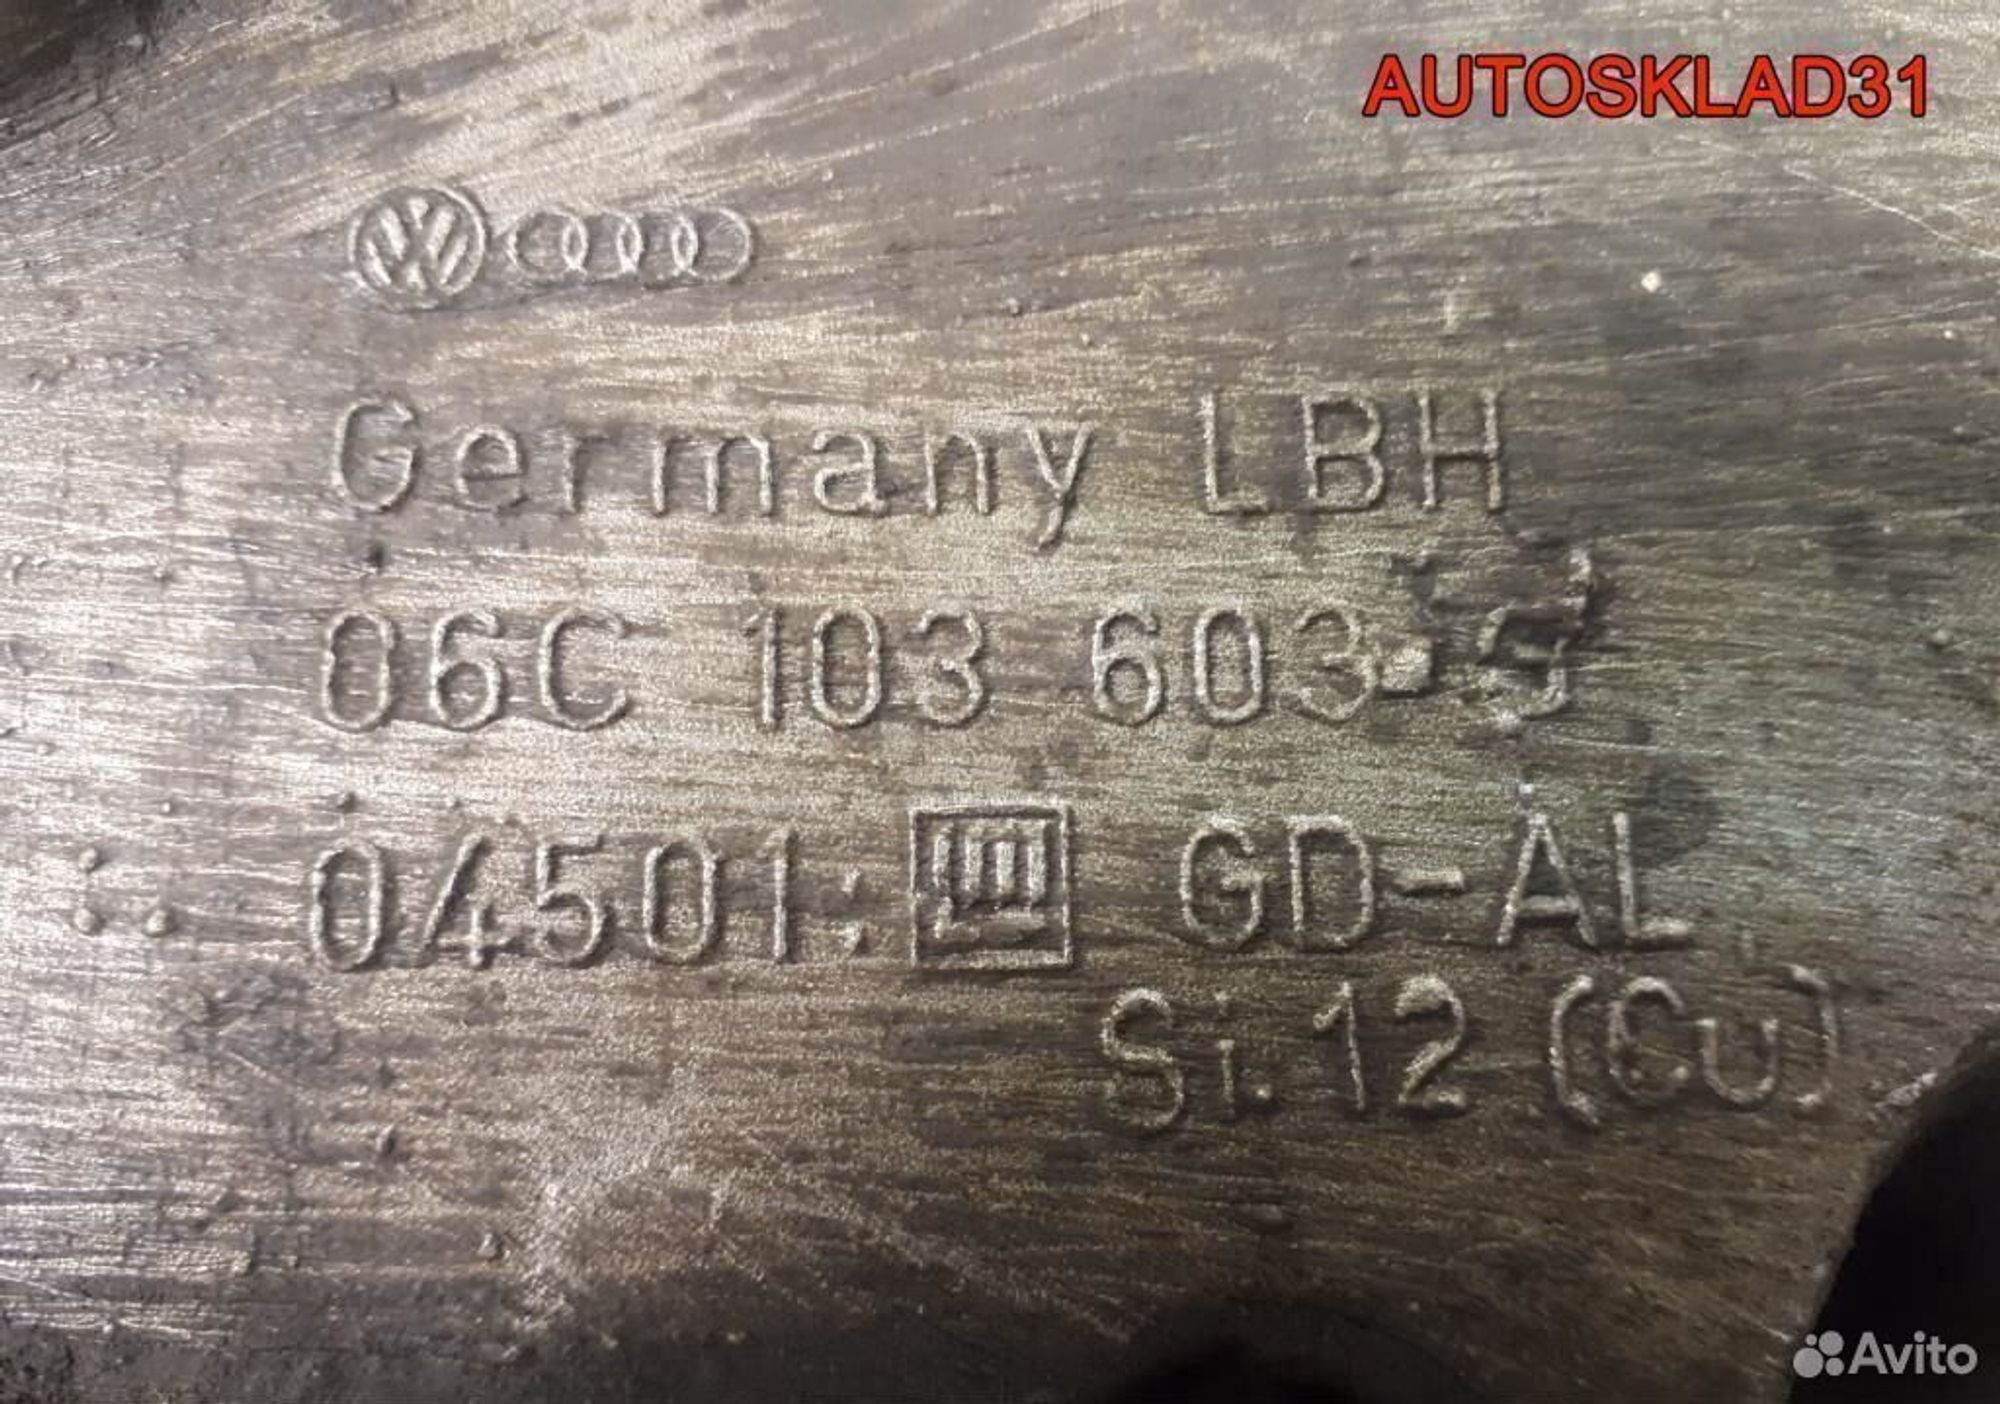 AUTOSKLAD31
Germany LBH
06C 103 603
04501 GD-AL
Si.12 (Cu)
Avito